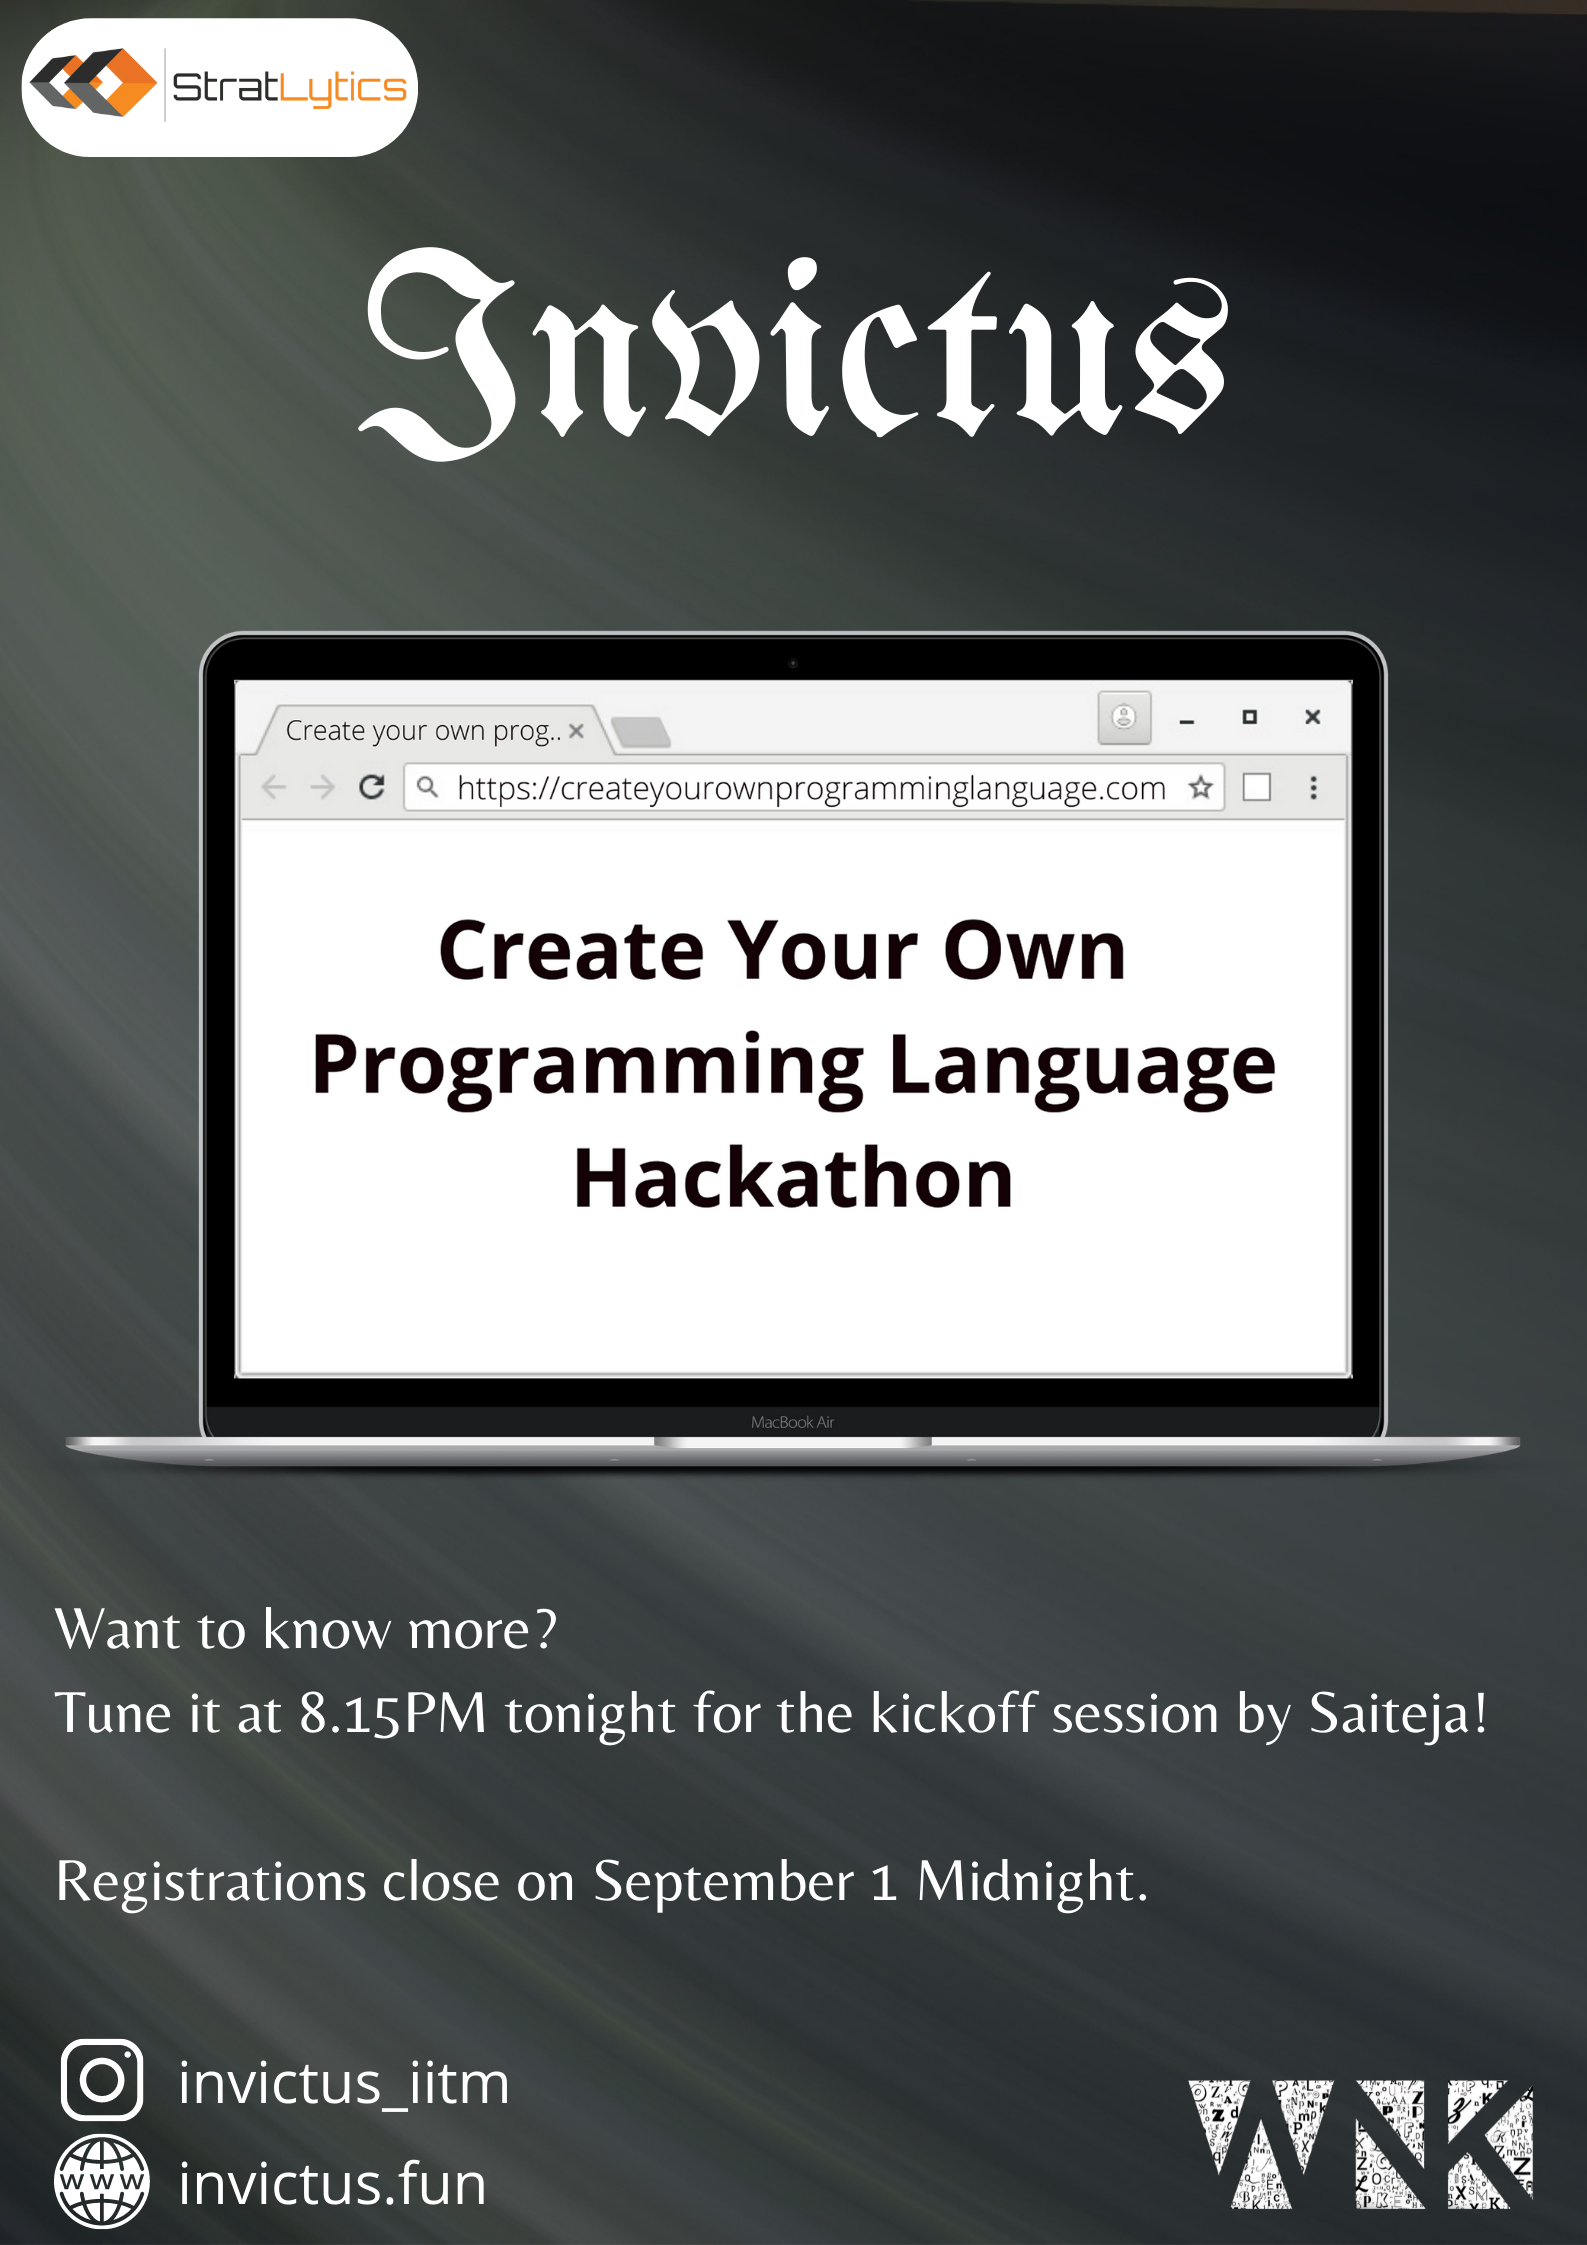 StratLytics
Invictus
Create your own prog..
https://createyourownprogramminglanguage.com
Create Your Own
Programming Language
Hackathon
MacBook Air
Want to know more?
Tune it at 8.15PM tonight for the kickoff session by Saiteja!
Registrations close on September 1 Midnight.
invictus_iitm
www
invictus.fun
WNK